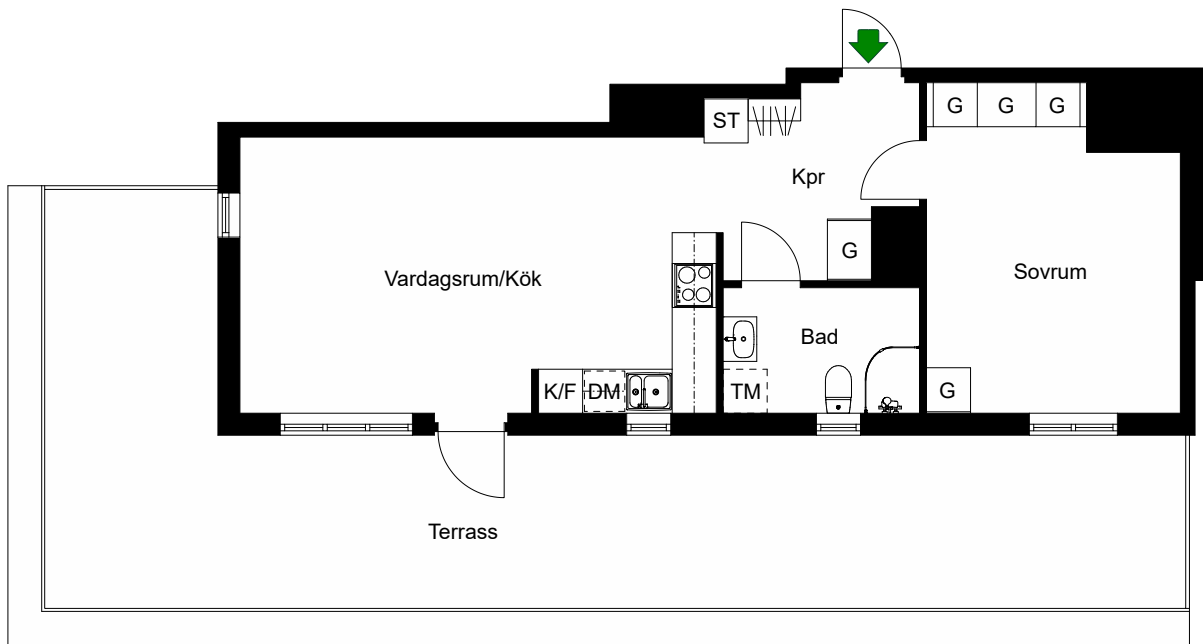 G G G
ST
Kpr
G
Sovrum
Vardagsrum/Kök
Bad
K/F DM
TM
G
Terrass